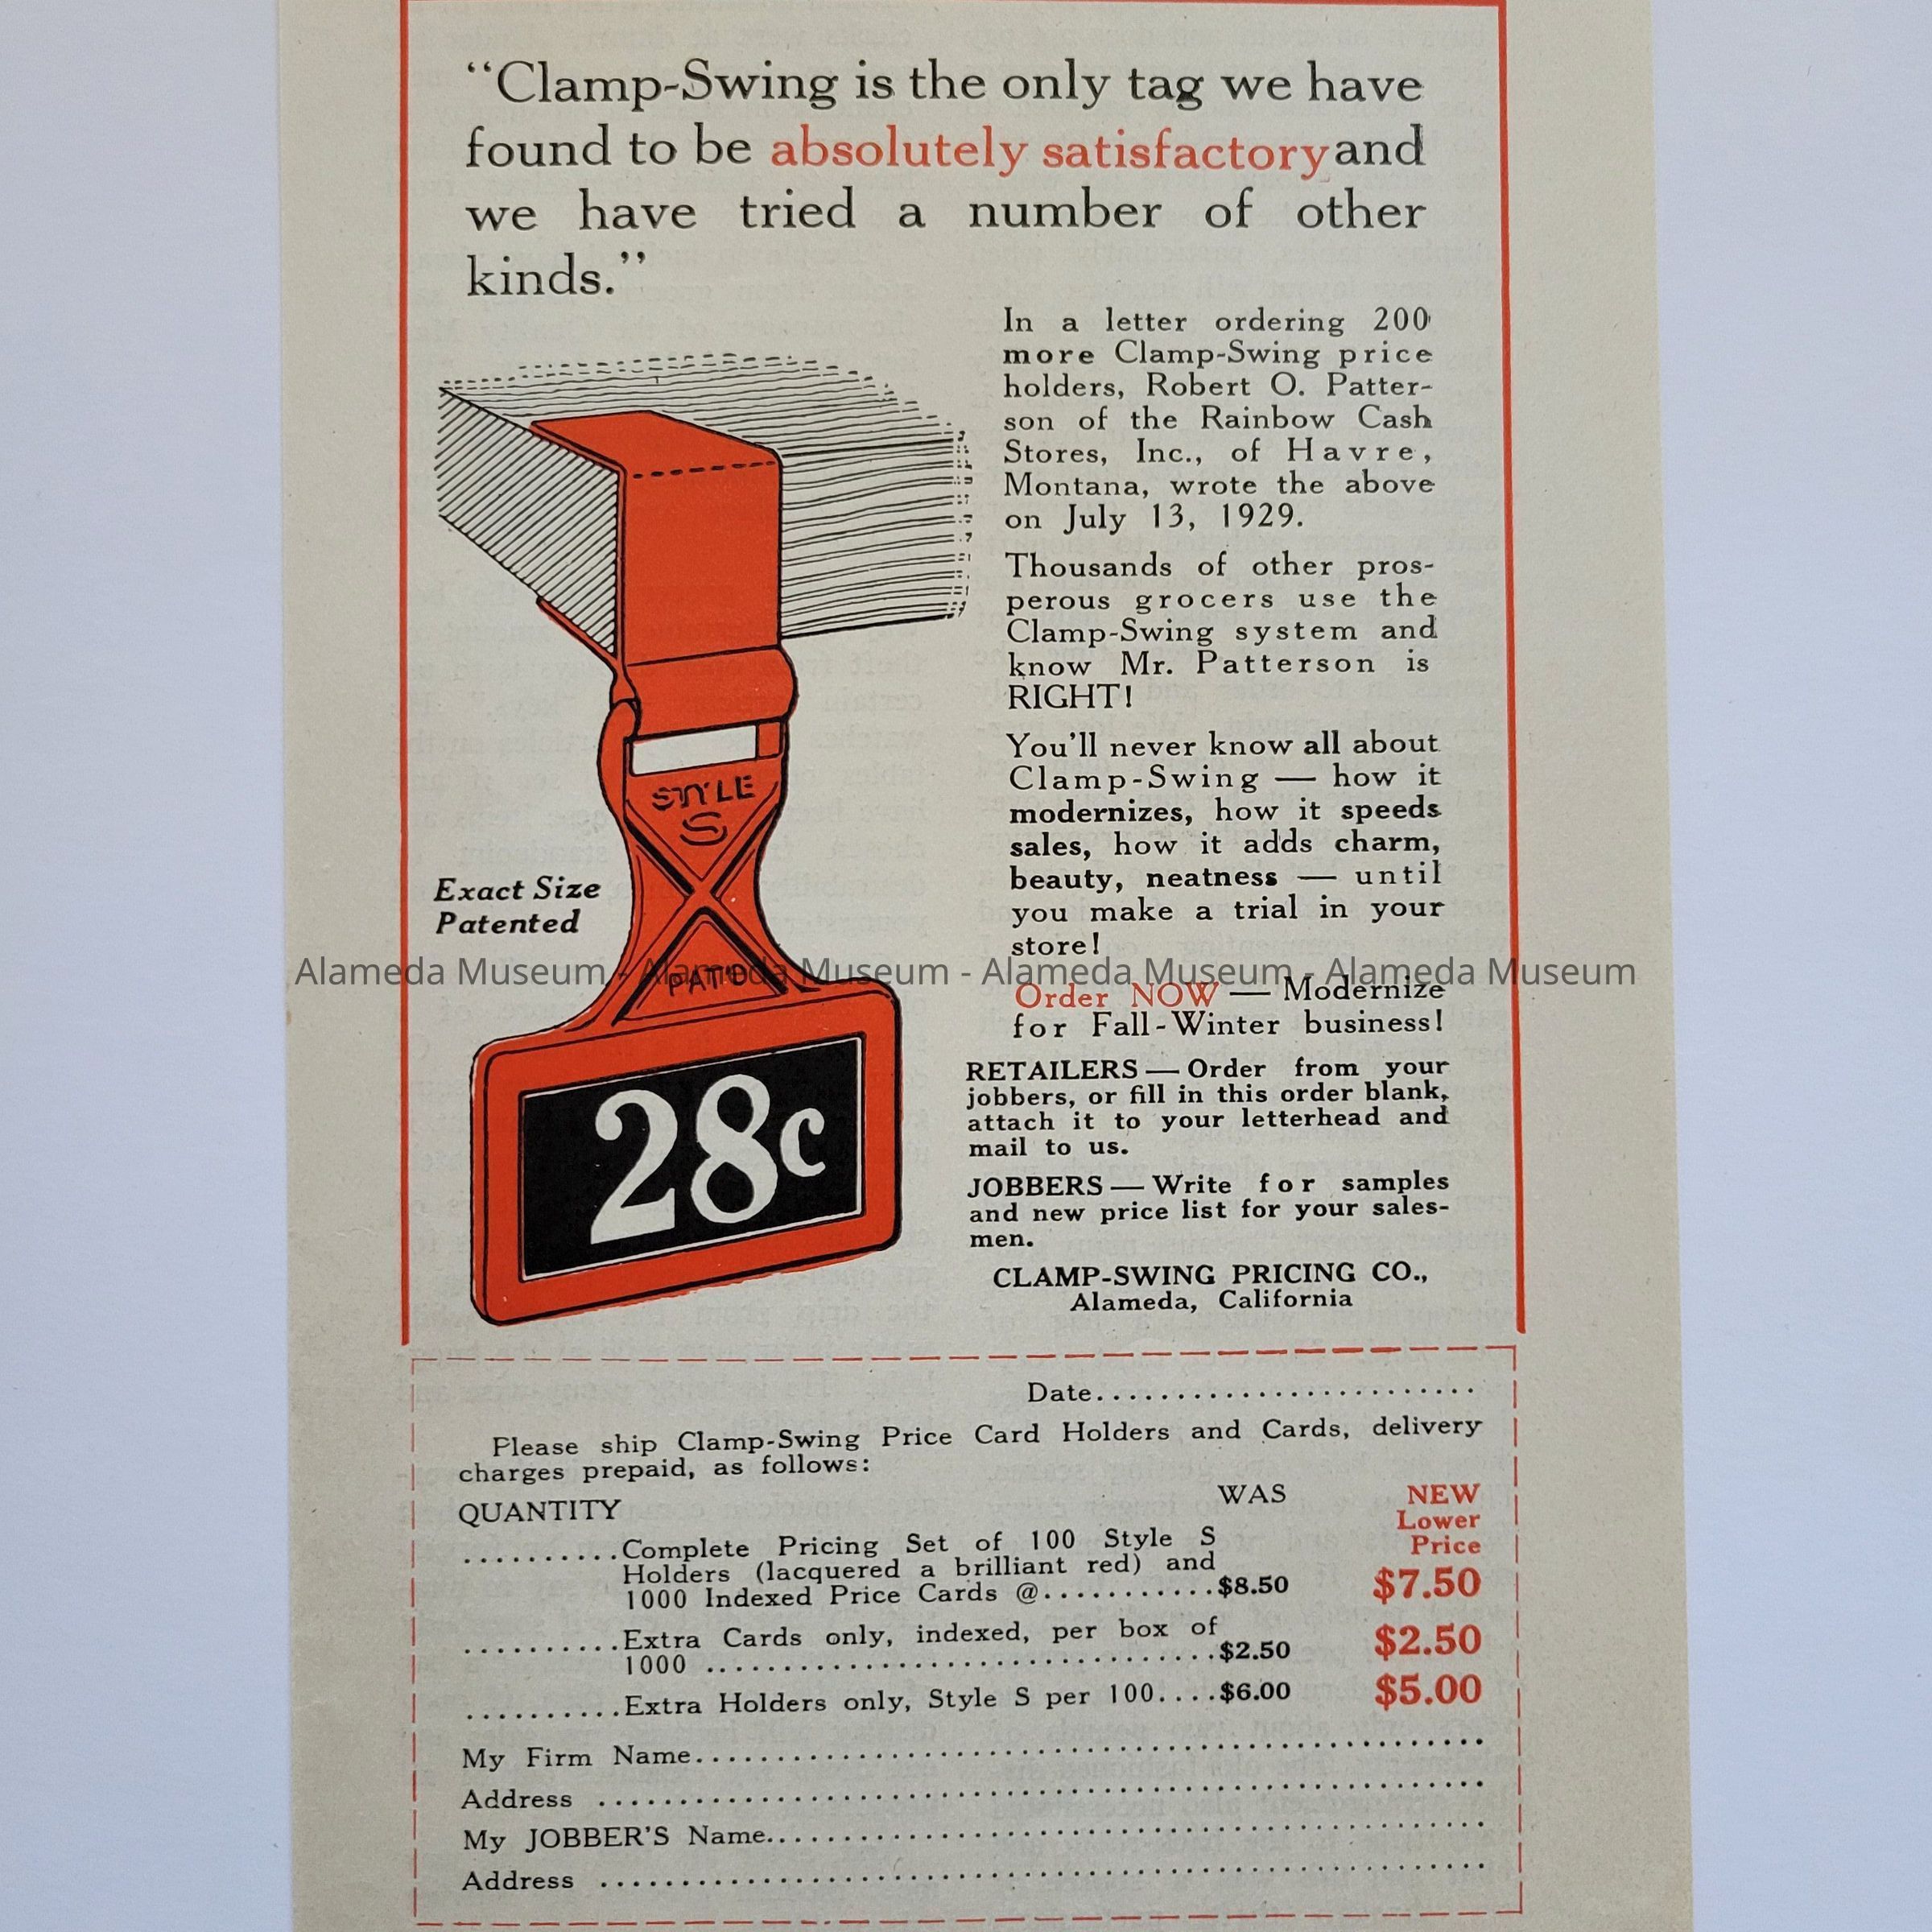 “Clamp-Swing is the only tag we have
found to be absolutely satisfactory and
we have tried a number of other
kinds.”
In a letter ordering 200
more Clamp-Swing price
holders, Robert O. Patter-
son of the Rainbow Cash
Stores, Inc., of Havre,
Montana, wrote the above
on July 13, 1929.
Thousands of other pros-
perous grocers use the
Clamp-Swing system and
know Mr. Patterson is
RIGHT!
You'll never know all about
Clamp-Swing — how it
modernizes, how it speeds
sales, how it adds charm,
beauty, neatness — until
you make a trial in your
store!
Order NOW — Modernize
for Fall-Winter business!
STYLE
S
Exact Size
Patented
PAT'D
28c
Alameda Museum - Alameda Museum - Alameda Museum - Alameda Museum
RETAILERS — Order from your
jobbers, or fill in this order blank,
attach it to your letterhead and
mail to us.
JOBBERS — Write for samples
and new price list for your sales-
men.
CLAMP-SWING PRICING CO.,
Alameda, California
Date.........................
Please ship Clamp-Swing Price Card Holders and Cards, delivery
charges prepaid, as follows:
QUANTITY WAS NEW
Lower
Price
..........Complete Pricing Set of 100 Style S
Holders (lacquered a brilliant red) and
1000 Indexed Price Cards @...........$8.50 $7.50
..........Extra Cards only, indexed, per box of
1000 .................................$2.50 $2.50
..........Extra Holders only, Style S per 100....$6.00 $5.00
My Firm Name....................................................
Address ..........................................................
My JOBBER'S Name...............................................
Address ..........................................................